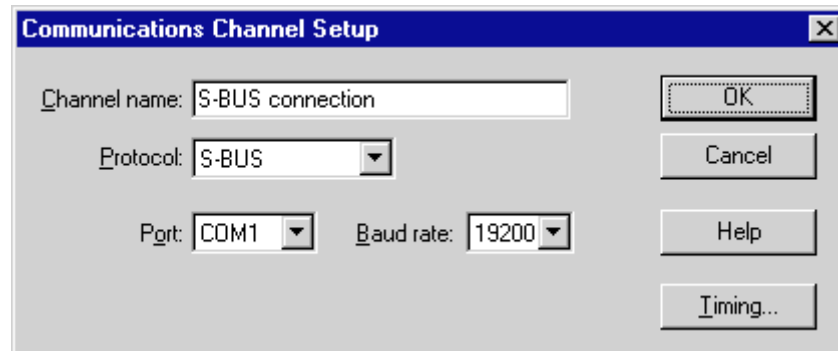 Communications Channel Setup
Channel name: S-BUS connection OK
Protocol: S-BUS Cancel
Port: COM1 Baud rate: 19200 Help
Timing...